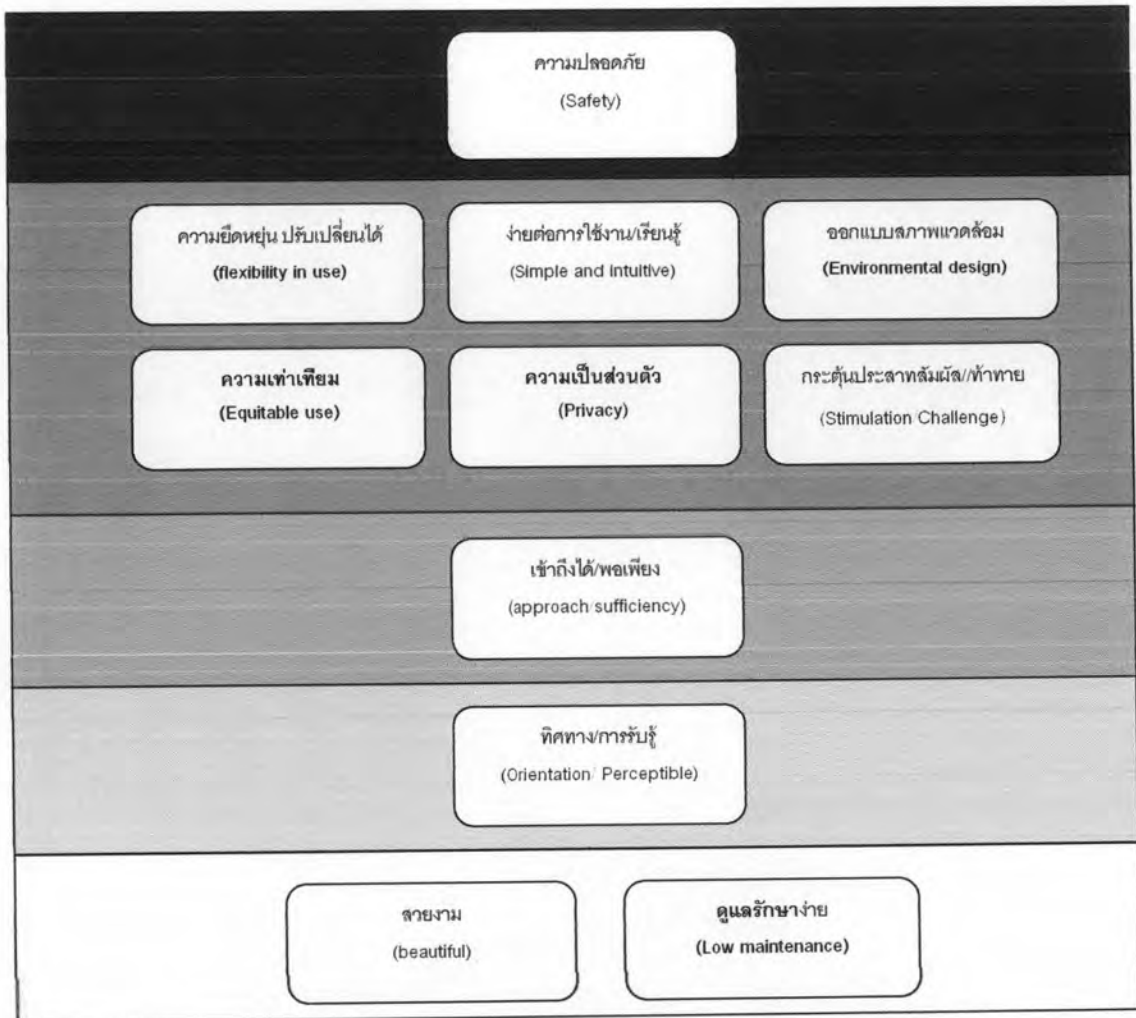 ความปลอดภัย
(Safety)
ความยืดหยุ่น ปรับเปลี่ยนได้
(flexibility in use)
ง่ายต่อการใช้งาน/เรียนรู้
(Simple and intuitive)
ออกแบบสภาพแวดล้อม
(Environmental design)
ความเท่าเทียม
(Equitable use)
ความเป็นส่วนตัว
(Privacy)
กระตุ้นประสาทสัมผัส//ท้าทาย
(Stimulation Challenge)
เข้าถึงได้/พอเพียง
(approach sufficiency)
ทิศทาง/การรับรู้
(Orientation/ Perceptible)
สวยงาม
(beautiful)
ดูแลรักษาง่าย
(Low maintenance)